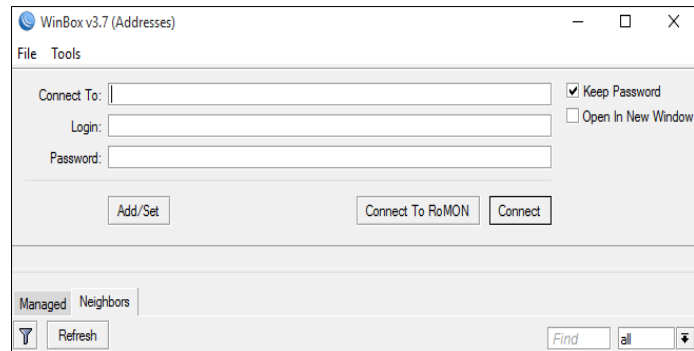 WinBox v3.7 (Addresses)
File Tools
Connect To:
Keep Password
Login:
Open In New Window
Password:
Add/Set
Connect To RoMON
Connect
Managed
Neighbors
Refresh
Find
all